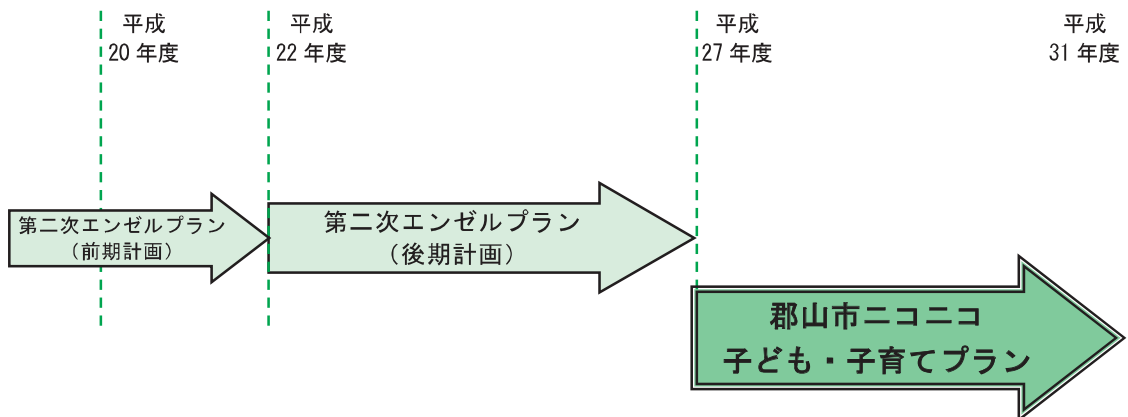 平成
20 年度
平成
22 年度
平成
27 年度
平成
31 年度
第二次エンゼルプラン
（前期計画）
第二次エンゼルプラン
（後期計画）
郡山市ニコニコ
子ども・子育てプラン